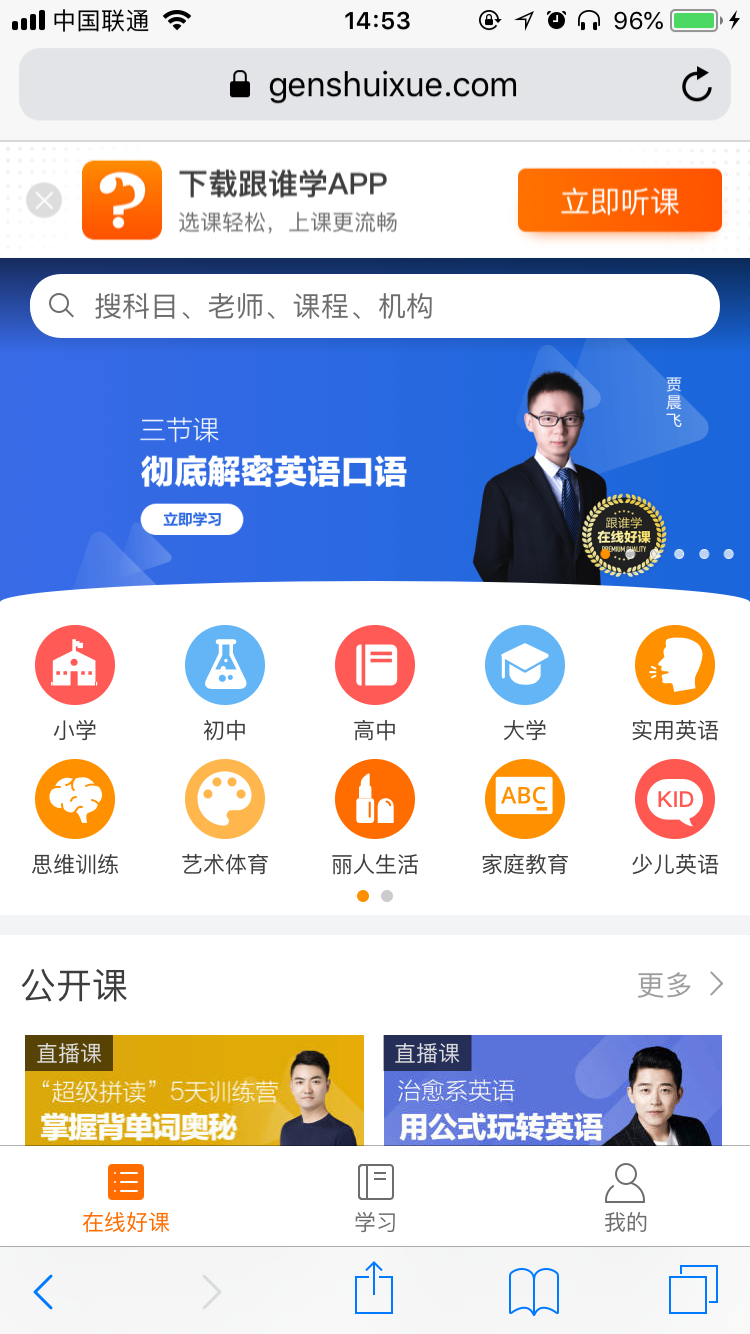 中国联通
14:53
96%
genshuixue.com
下载跟谁学APP
选课轻松，上课更流畅
立即听课
搜科目、老师、课程、机构
贾晨飞
三节课
彻底解密英语口语
立即学习
跟谁学
在线好课
PREMIUM QUALITY
小学
初中
高中
大学
实用英语
ABC
KID
思维训练
艺术体育
丽人生活
家庭教育
少儿英语
公开课
更多
直播课
“超级拼读”5天训练营
掌握背单词奥秘
直播课
治愈系英语
用公式玩转英语
在线好课
学习
我的